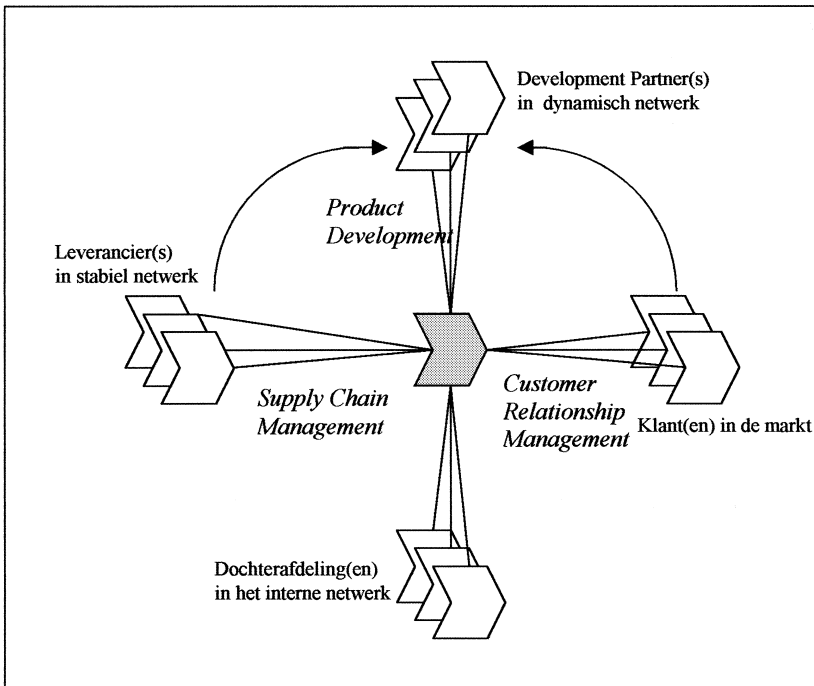 Development Partner(s)
in dynamisch netwerk
Product
Development
Leverancier(s)
in stabiel netwerk
Supply Chain
Management
Customer
Relationship
Management
Klant(en) in de markt
Dochterafdeling(en)
in het interne netwerk